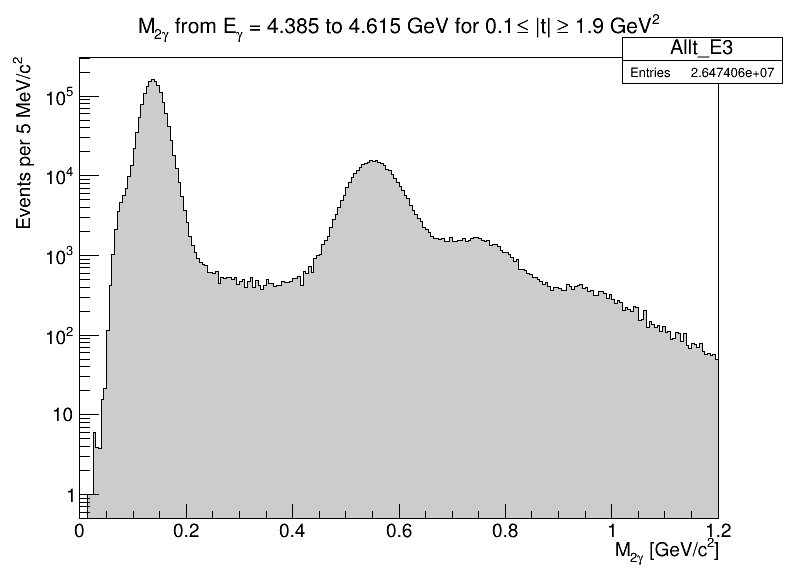 M2γ from Eγ = 4.385 to 4.615 GeV for 0.1≤ |t| ≥ 1.9 GeV²
Allt_E3
Entries 2.647406e+07
Events per 5 MeV/c²
10⁵
10⁴
10³
10²
10
1
0 0.2 0.4 0.6 0.8 1 1.2
M2γ [GeV/c²]